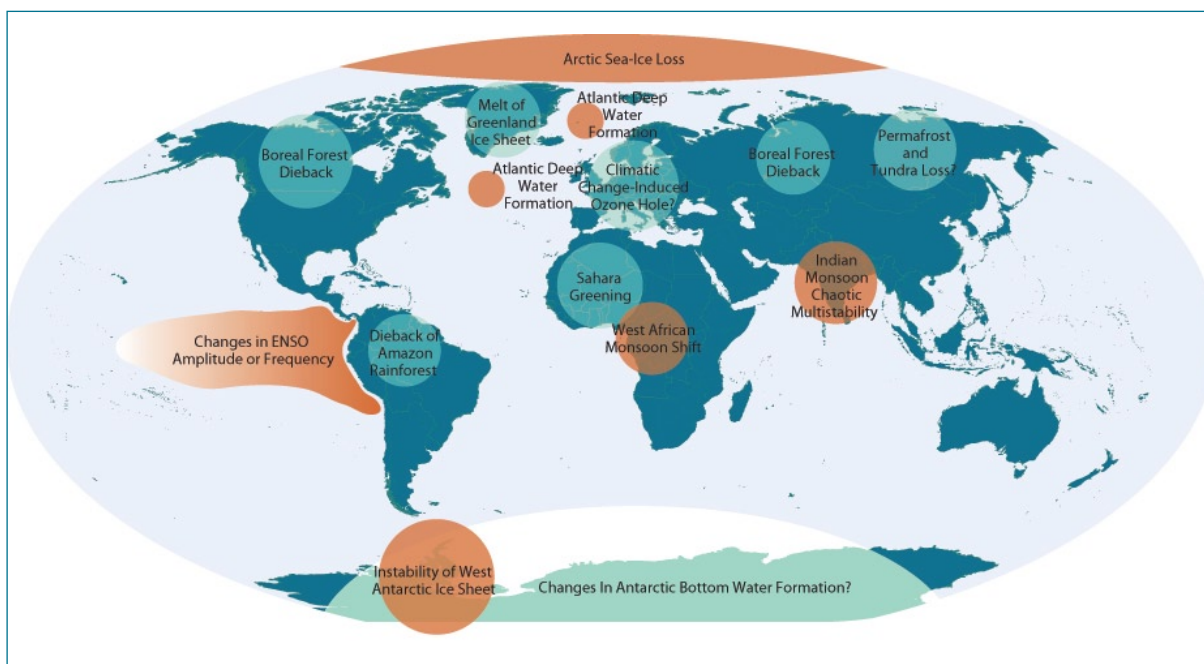 Arctic Sea-Ice Loss
Melt of
Greenland
Ice Sheet
Atlantic Deep
Water
Formation
Boreal Forest
Dieback
Atlantic Deep
Water
Formation
Climatic
Change-Induced
Ozone Hole?
Boreal Forest
Dieback
Permafrost
and
Tundra Loss?
Sahara
Greening
Indian
Monsoon
Chaotic
Multistability
Changes in ENSO
Amplitude or Frequency
Dieback of
Amazon
Rainforest
West African
Monsoon Shift
Instability of West
Antarctic Ice Sheet
Changes In Antarctic Bottom Water Formation?